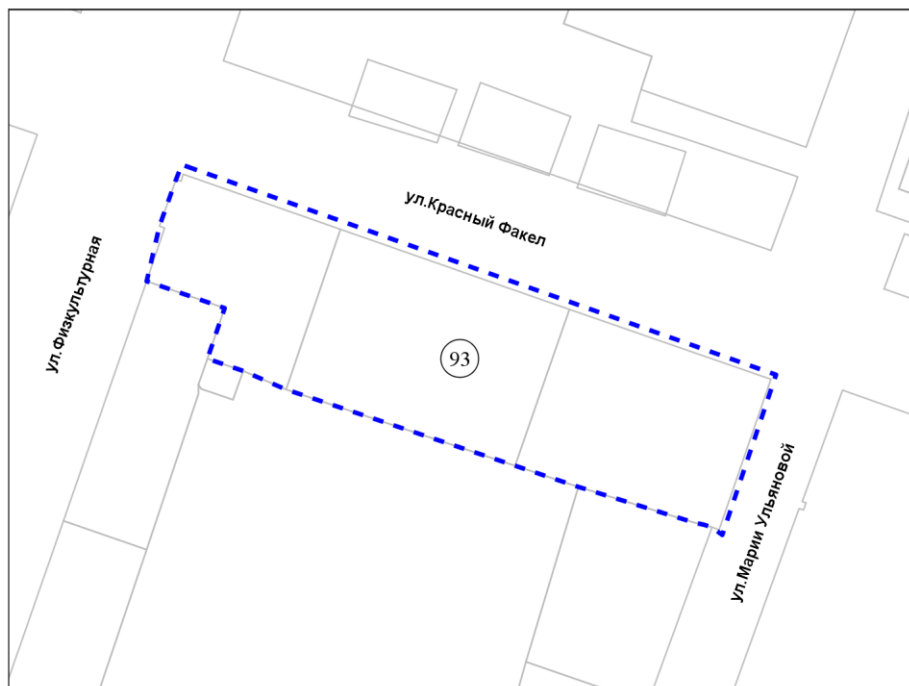 ул.Красный Факел
ул.Физкультурная
93
ул.Марии Ульяновой